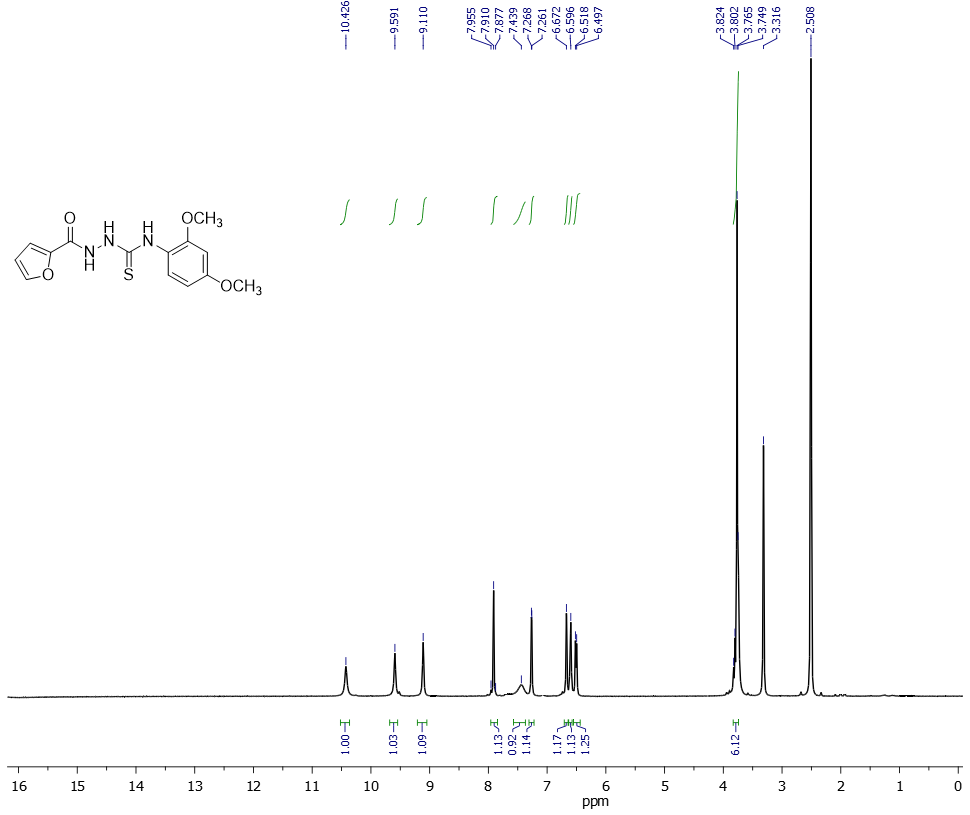 10.426 9.591 9.110 7.955 7.910 7.877 7.439 7.268 7.261 6.672 6.596 6.518 6.497 3.824 3.802 3.765 3.749 3.316 2.508
O
H H OCH3
N N N
H
O S
OCH3
1.00 1.03 1.09 1.13 0.92 1.14 1.17 1.13 1.25 6.12
16 15 14 13 12 11 10 9 8 7 6 5 4 3 2 1 0
ppm